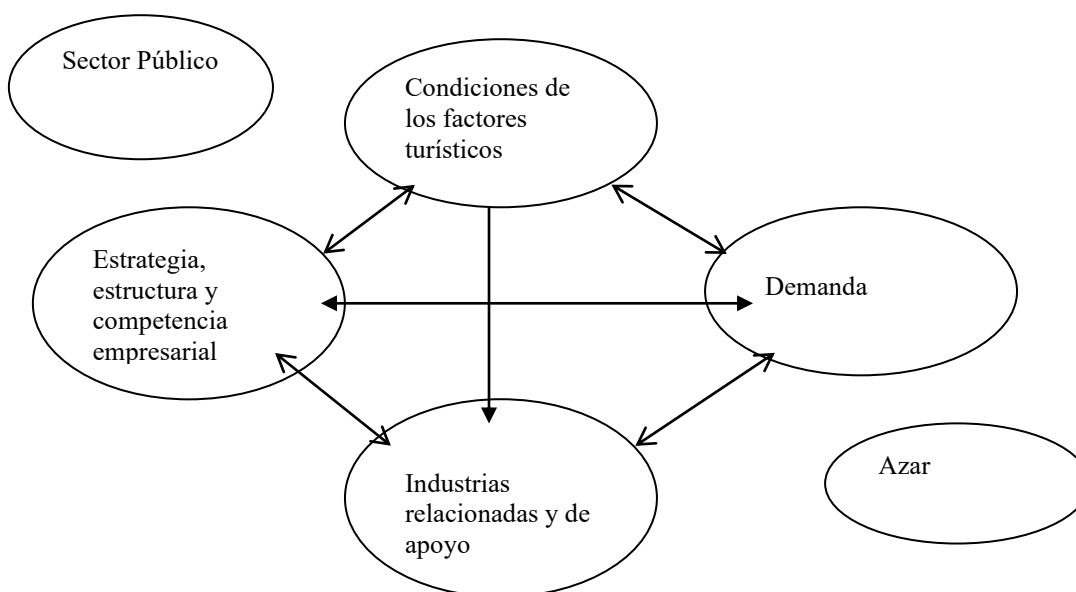 Sector Público
Condiciones de
los factores
turísticos
Estrategia,
estructura y
competencia
empresarial
Demanda
Azar
Industrias
relacionadas y de
apoyo